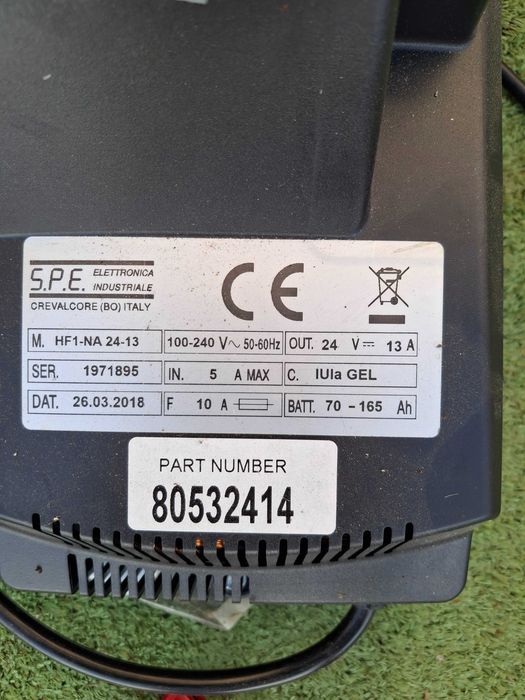 S.P.E. ELETTRONICA
INDUSTRIALE
CREVALCORE (BO) ITALY
CE
M. HF1-NA 24-13 100-240 V~ 50-60Hz OUT. 24 V⎓ 13 A
SER. 1971895 IN. 5 A MAX C. IUIa GEL
DAT. 26.03.2018 F 10 A BATT. 70 - 165 Ah
PART NUMBER
80532414